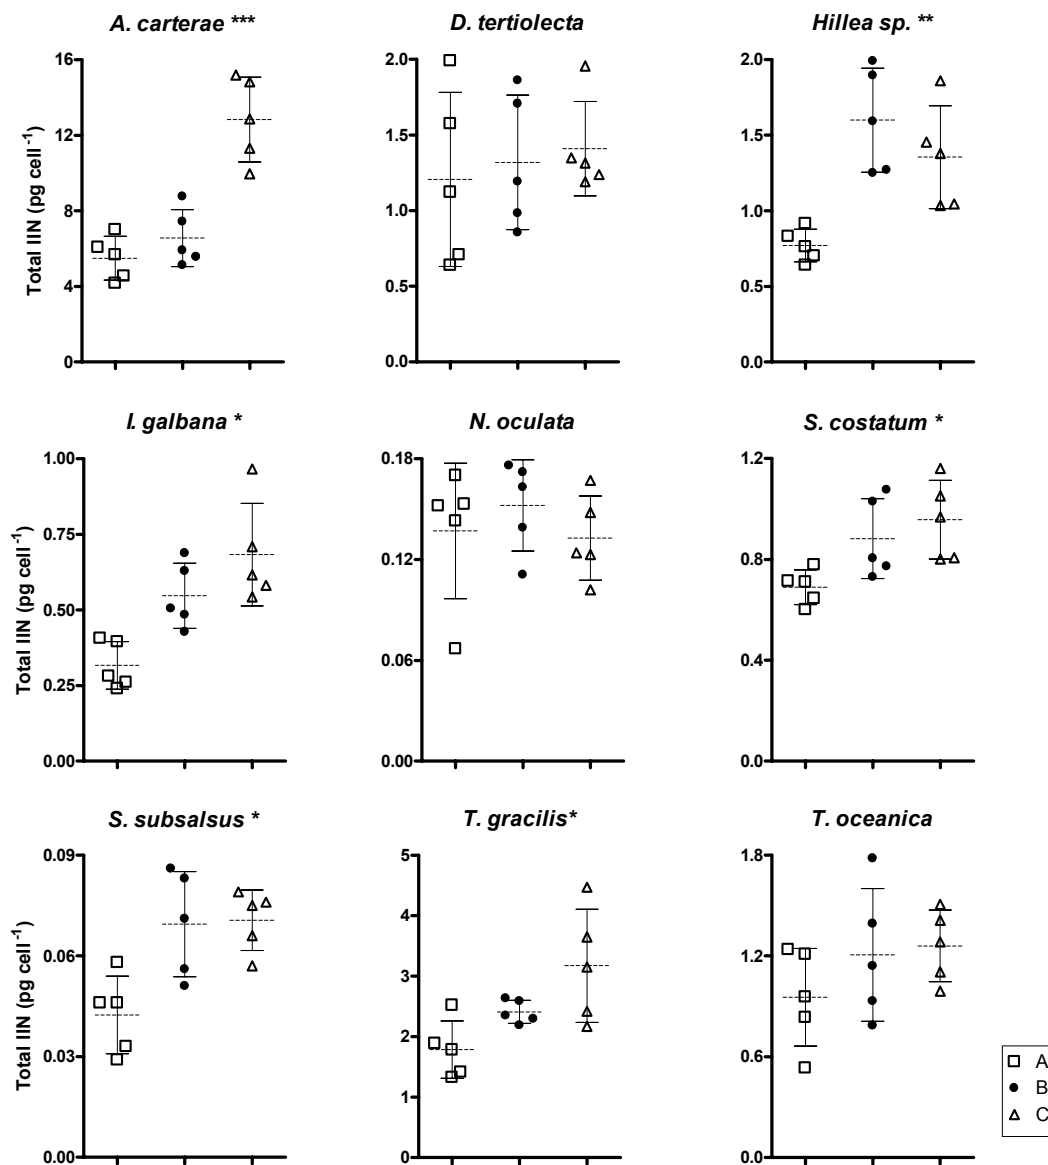 A. carterae ***
D. tertiolecta
Hillea sp. **
Total IIN (pg cell⁻¹)
16
12
8
4
0
2.0
1.5
1.0
0.5
0.0
2.0
1.5
1.0
0.5
0.0
I. galbana *
N. oculata
S. costatum *
Total IIN (pg cell⁻¹)
1.00
0.75
0.50
0.25
0.00
0.18
0.12
0.06
0.00
1.2
0.8
0.4
0.0
S. subsalsus *
T. gracilis*
T. oceanica
Total IIN (pg cell⁻¹)
0.09
0.06
0.03
0.00
5
4
3
2
1
0
1.8
1.2
0.6
0.0
A
B
C